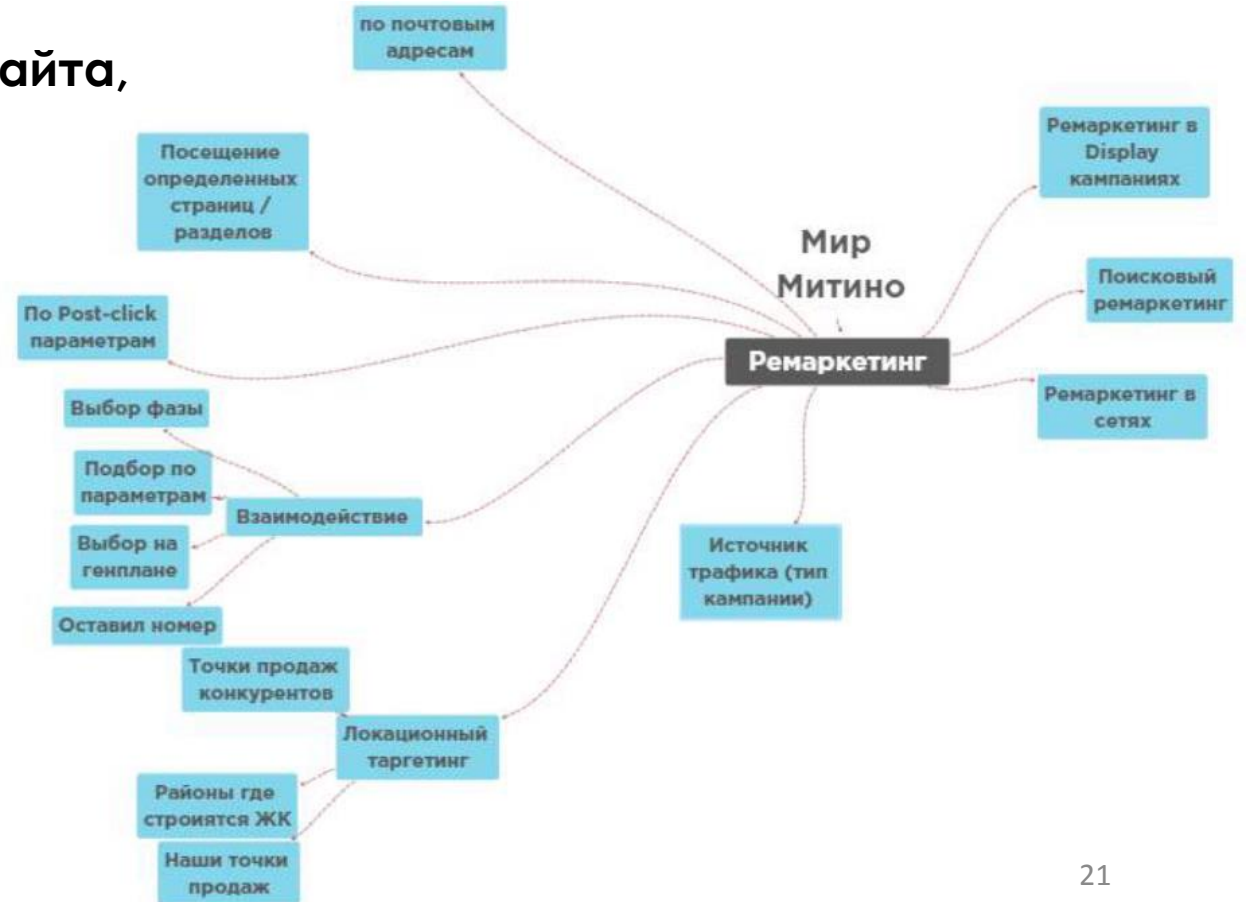 по почтовым
адресам
айта,
Посещение
определенных
страниц /
разделов
Ремаркетинг в
Display
кампаниях
Мир
Митино
Поисковый
ремаркетинг
По Post-click
параметрам
Ремаркетинг
Ремаркетинг в
сетях
Выбор фазы
Подбор по
параметрам
Взаимодействие
Выбор на
генплане
Оставил номер
Источник
трафика (тип
кампании)
Точки продаж
конкурентов
Локационный
таргетинг
Районы где
строиятся ЖК
Наши точки
продаж
21